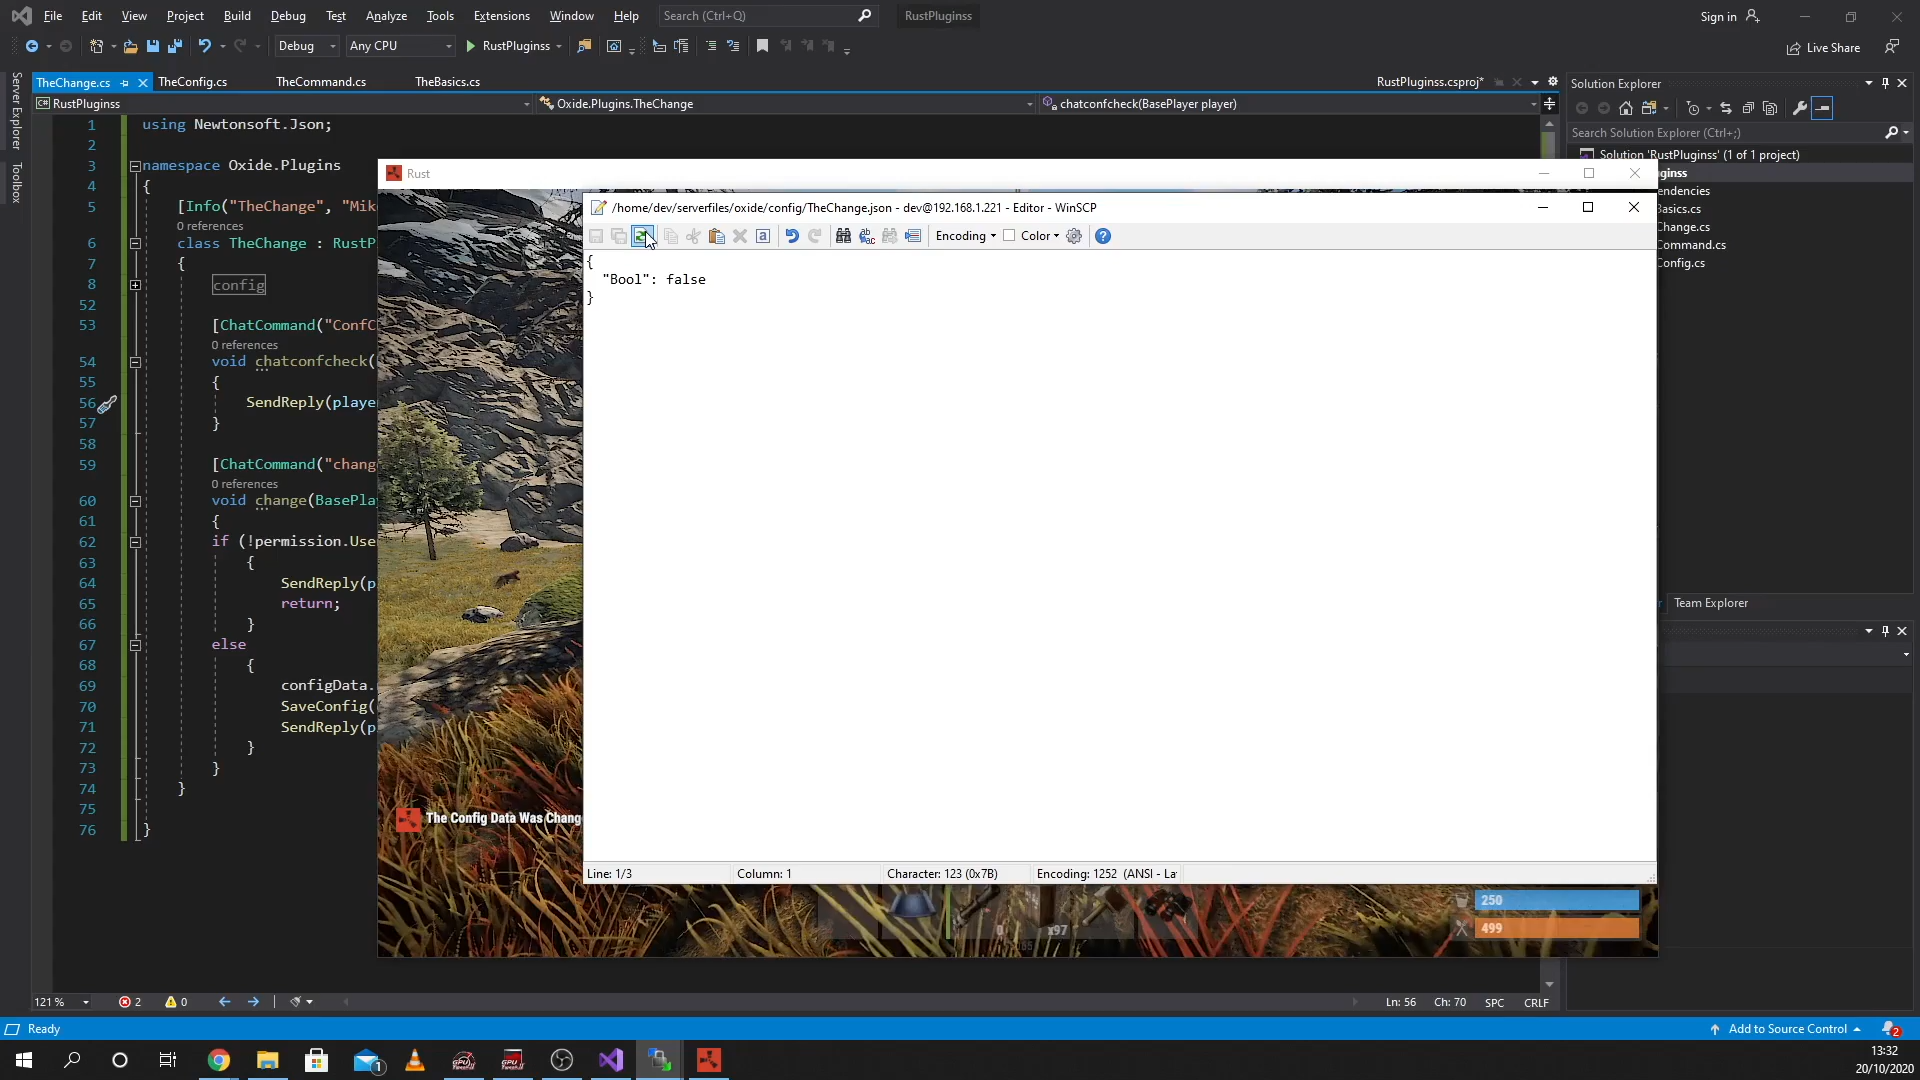 File Edit View Project Build Debug Test Analyze Tools Extensions Window Help Search (Ctrl+Q) RustPluginss Sign in
Debug Any CPU RustPluginss Live Share
TheChange.cs TheConfig.cs TheCommand.cs TheBasics.cs RustPluginss.csproj*
RustPluginss Oxide.Plugins.TheChange chatconfcheck(BasePlayer player)
Server Explorer
Toolbox
1 using Newtonsoft.Json;
2
3 namespace Oxide.Plugins
4 {
5 [Info("TheChange", "Mik
0 references
6 class TheChange : RustP
7 {
8 config
52
53 [ChatCommand("ConfC
0 references
54 void chatconfcheck(
55 {
56 SendReply(playe
57 }
58
59 [ChatCommand("chang
0 references
60 void change(BasePla
61 {
62 if (!permission.Use
63 {
64 SendReply(p
65 return;
66 }
67 else
68 {
69 configData.
70 SaveConfig(
71 SendReply(p
72 }
73 }
74 }
75
76 }
Rust
/home/dev/serverfiles/oxide/config/TheChange.json - dev@192.168.1.221 - Editor - WinSCP
Encoding Color
{
"Bool": false
}
Line: 1/3 Column: 1 Character: 123 (0x7B) Encoding: 1252 (ANSI - La
The Config Data Was Chang
0 x97
250
499
Solution Explorer
Search Solution Explorer (Ctrl+;)
Solution 'RustPluginss' (1 of 1 project)
ginss
endencies
asics.cs
hange.cs
ommand.cs
onfig.cs
Team Explorer
121 % 2 0 Ln: 56 Ch: 70 SPC CRLF
Ready Add to Source Control 2
1
13:32
20/10/2020